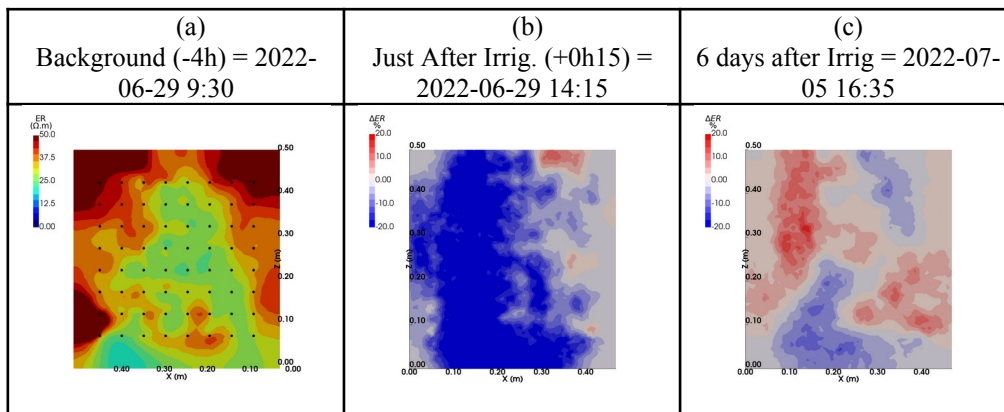 (a)
Background (-4h) = 2022-
06-29 9:30
(b)
Just After Irrig. (+0h15) =
2022-06-29 14:15
(c)
6 days after Irrig = 2022-07-
05 16:35
ER
(Ω.m)
50.0
37.5
25.0
12.5
0.00
0.50
0.40
0.30
0.20
0.10
0.00
Z (m)
0.40 0.30 0.20 0.10 0.00
X (m)
ΔER
%
20.0
10.0
0.00
-10.0
-20.0
0.50
0.40
0.30
0.20
0.10
0.00
Z (m)
0.00 0.10 0.20 0.30 0.40
X (m)
ΔER
%
20.0
10.0
0.00
-10.0
-20.0
0.50
0.40
0.30
0.20
0.10
0.00
Z (m)
0.00 0.10 0.20 0.30 0.40
X (m)